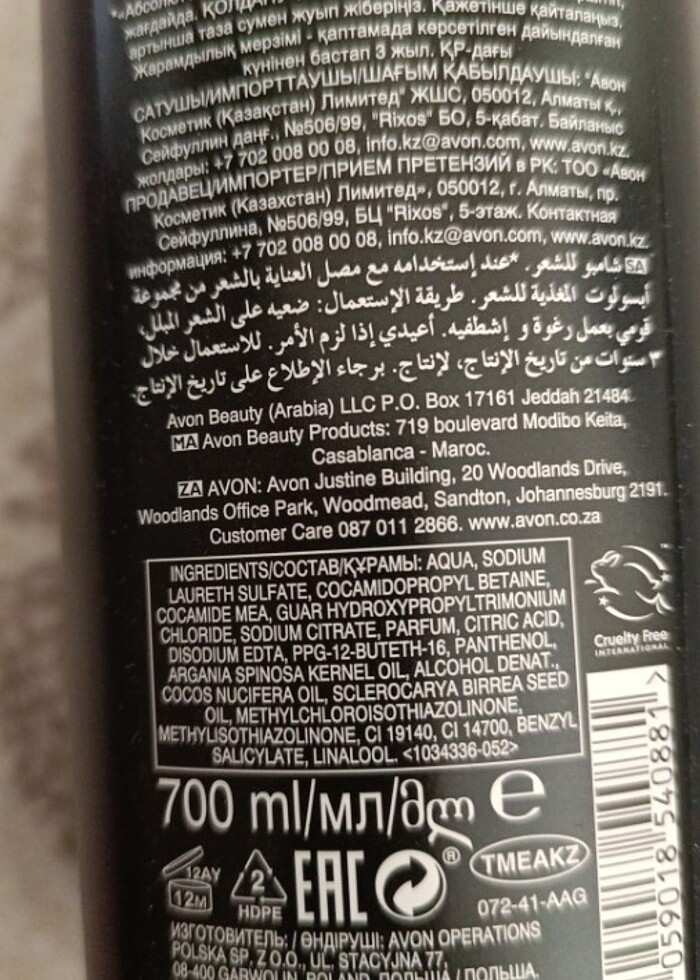 "Абсолют
жағдайда. ҚОЛДАН
артынша таза сумен жуып жіберіңіз. Қажетінше қайталаңыз.
Жарамдылық мерзімі - қаптамада көрсетілген дайындалған
күнінен бастап 3 жыл. ҚР-дағы
САТУШЫ/ИМПОРТТАУШЫ/ШАҒЫМ ҚАБЫЛДАУШЫ: "Авон
Косметик (Қазақстан) Лимитед" ЖШС, 050012, Алматы қ.,
Сейфуллин даңғ., №506/99, "Rixos" БО, 5-қабат. Байланыс
жолдары: +7 702 008 00 08, info.kz@avon.com, www.avon.kz.
ПРОДАВЕЦ/ИМПОРТЕР/ПРИЕМ ПРЕТЕНЗИЙ в РК: ТОО «Авон
Косметик (Казахстан) Лимитед», 050012, г. Алматы, пр.
Сейфуллина, №506/99, БЦ "Rixos", 5-этаж. Контактная
информация: +7 702 008 00 08, info.kz@avon.com, www.avon.kz.
SA شامبو للشعر. *عند إستخدامه مع مصل العناية بالشعر من مجموعة
أبسولوت المغذية للشعر. طريقة الإستعمال: ضعيه على الشعر المبلل،
قومي بعمل رغوة و إشطفيه. أعيدي إذا لزم الأمر. للاستعمال خلال
٣ سنوات من تاريخ الإنتاج، لإنتاج. برجاء الإطلاع على تاريخ الإنتاج.
Avon Beauty (Arabia) LLC P.O. Box 17161 Jeddah 21484
MA Avon Beauty Products: 719 boulevard Modibo Keita,
Casablanca - Maroc.
ZA AVON: Avon Justine Building, 20 Woodlands Drive,
Woodlands Office Park, Woodmead, Sandton, Johannesburg 2191.
Customer Care 087 011 2866. www.avon.co.za
INGREDIENTS/СОСТАВ/ҚҰРАМЫ: AQUA, SODIUM
LAURETH SULFATE, COCAMIDOPROPYL BETAINE,
COCAMIDE MEA, GUAR HYDROXYPROPYLTRIMONIUM
CHLORIDE, SODIUM CITRATE, PARFUM, CITRIC ACID,
DISODIUM EDTA, PPG-12-BUTETH-16, PANTHENOL,
ARGANIA SPINOSA KERNEL OIL, ALCOHOL DENAT.,
COCOS NUCIFERA OIL, SCLEROCARYA BIRREA SEED
OIL, METHYLCHLOROISOTHIAZOLINONE,
METHYLISOTHIAZOLINONE, CI 19140, CI 14700, BENZYL
SALICYLATE, LINALOOL. <1034336-052>
Cruelty Free
INTERNATIONAL
700 ml/мл/მლ e
12AY
12M
2
HDPE
EAC
®
TMEAKZ
072-41-AAG
059018 540881 >
ИЗГОТОВИТЕЛЬ: / ӨНДІРУШІ: AVON OPERATIONS
POLSKA SP. Z O.O., UL. STACYJNA 77,
08-400 GARWOLIN, POLAND, ПОЛЬША / ПОЛЬША